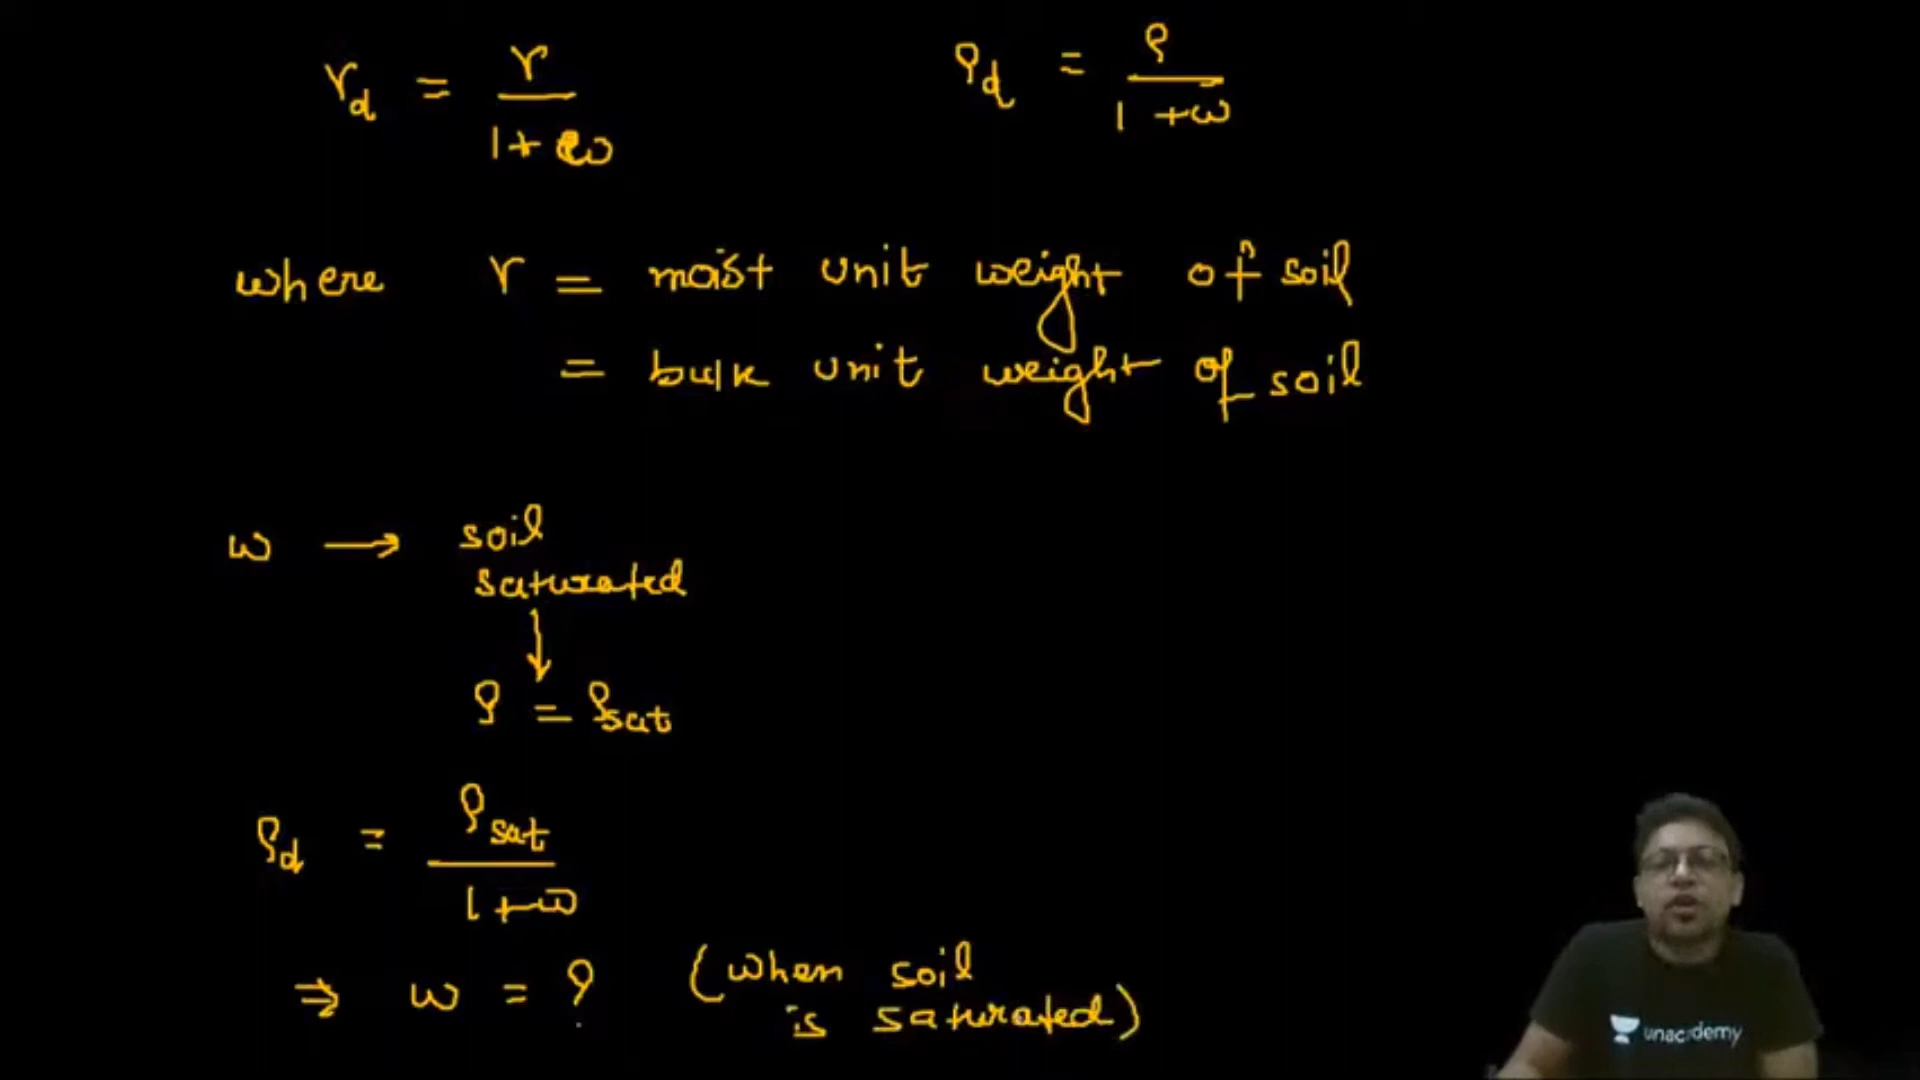 γd = γ / 1 + w
ρd = ρ / 1 + w
where γ = moist unit weight of soil
= bulk unit weight of soil
w → soil
saturated
↓
ρ = ρsat
ρd = ρsat / 1 + w
⇒ w = ? (when soil
is saturated)
unacademy